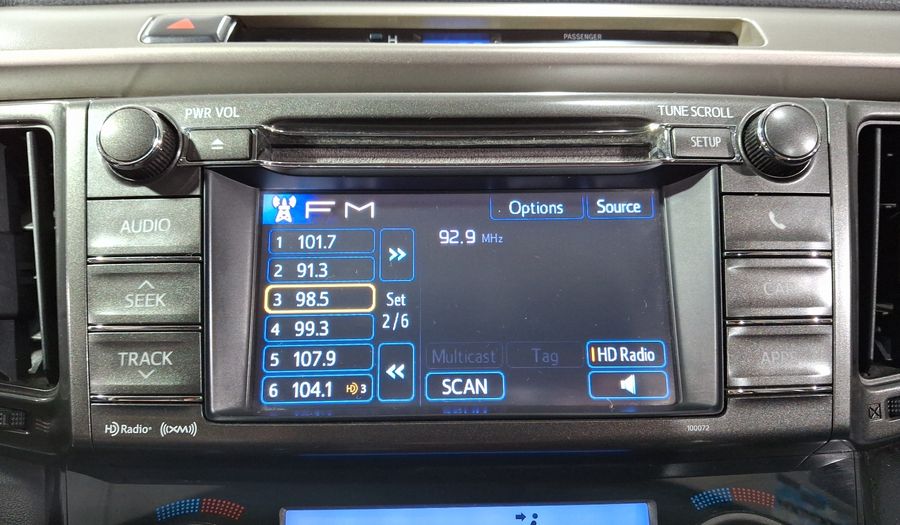 H
PASSENGER
PWR VOL
TUNE SCROLL
SETUP
AUDIO
SEEK
TRACK
FM
Options
Source
1 101.7
2 91.3
3 98.5
4 99.3
5 107.9
6 104.1 HD 3
Set
2/6
92.9 MHz
Multicast
Tag
HD Radio
SCAN
HD Radio
((XM))
100072